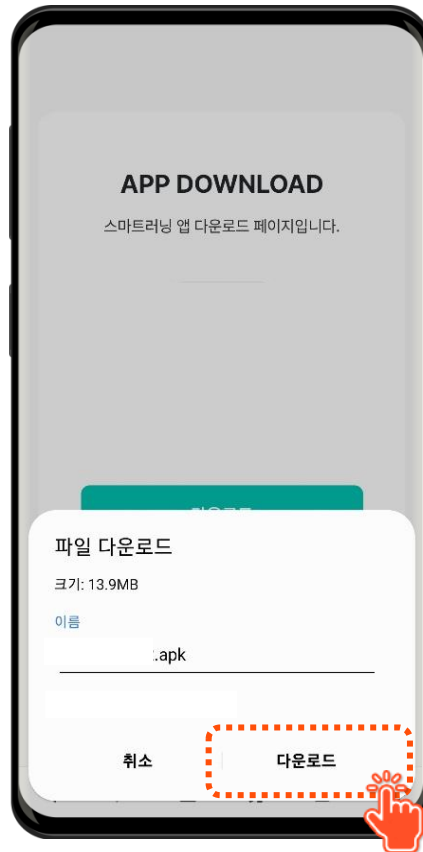 APP DOWNLOAD
스마트러닝 앱 다운로드 페이지입니다.
파일 다운로드
크기: 13.9MB
이름
.apk
취소 다운로드